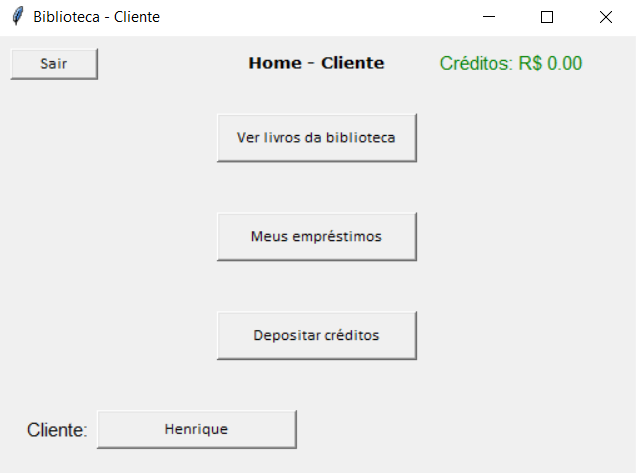 Biblioteca - Cliente
Sair
Home - Cliente
Créditos: R$ 0.00
Ver livros da biblioteca
Meus empréstimos
Depositar créditos
Cliente:
Henrique